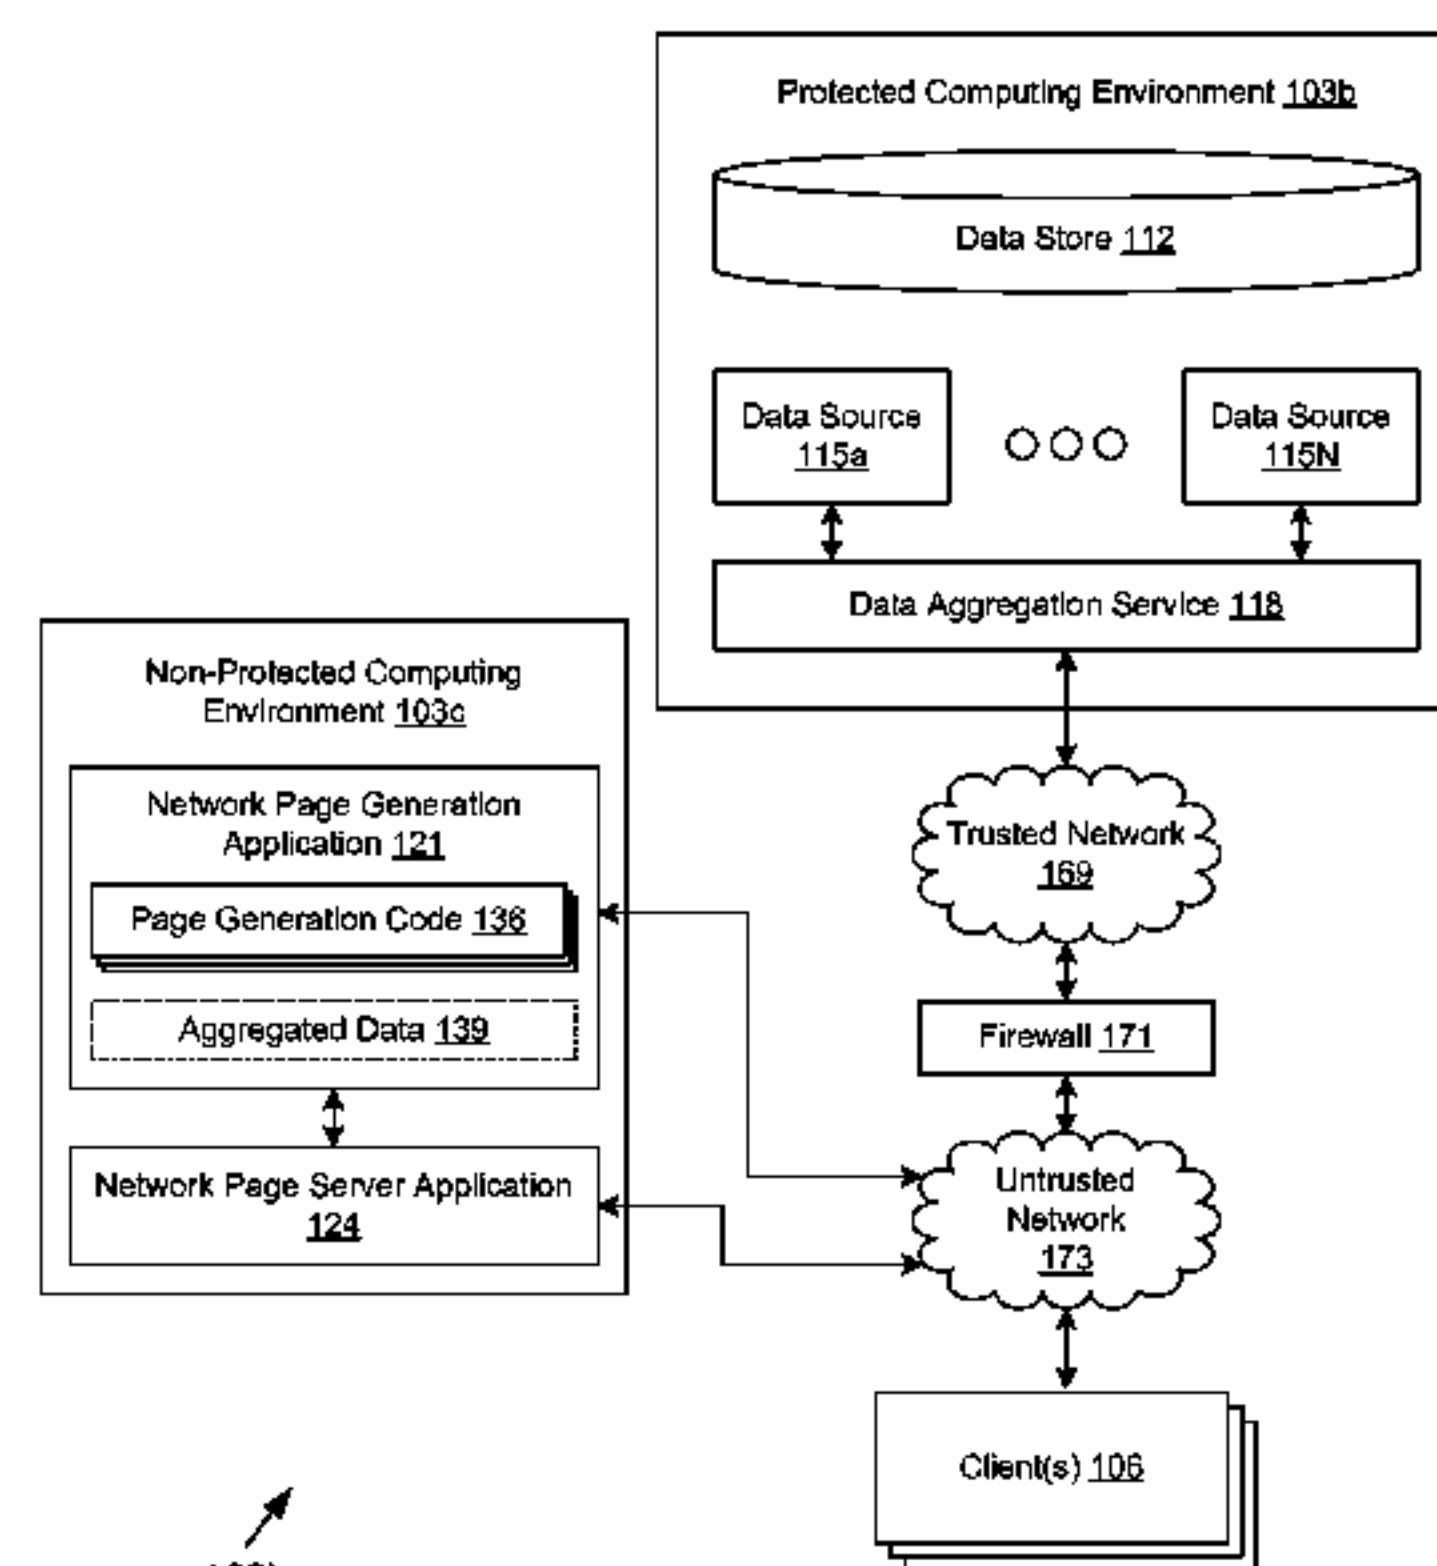 Protected Computing Environment 103b
Data Store 112
Data Source
115a
Data Source
115N
Data Aggregation Service 118
Non-Protected Computing
Environment 103c
Network Page Generation
Application 121
Page Generation Code 136
Aggregated Data 139
Network Page Server Application
124
Trusted Network
169
Firewall 171
Untrusted
Network
173
Client(s) 106